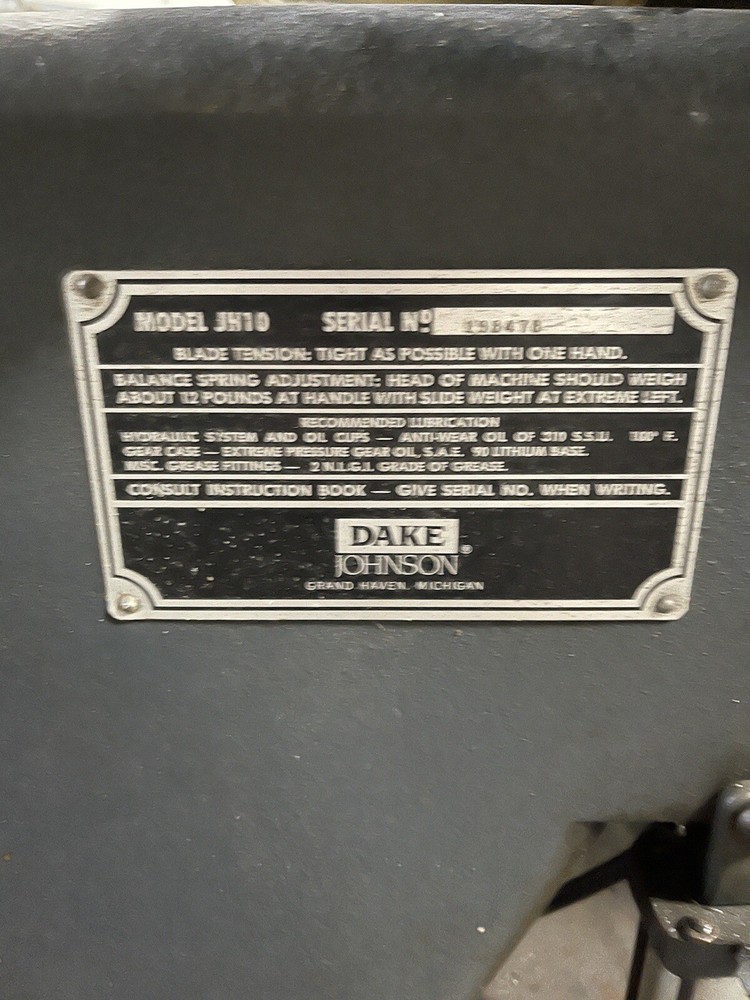 MODEL JH10 SERIAL Nº 198478
BLADE TENSION: TIGHT AS POSSIBLE WITH ONE HAND.
BALANCE SPRING ADJUSTMENT: HEAD OF MACHINE SHOULD WEIGH
ABOUT 12 POUNDS AT HANDLE WITH SLIDE WEIGHT AT EXTREME LEFT.
RECOMMENDED LUBRICATION
HYDRAULIC SYSTEM AND OIL CUPS — ANTI-WEAR OIL OF 310 S.S.U. 100° F.
GEAR CASE — EXTREME PRESSURE GEAR OIL, S.A.E. 90 LITHIUM BASE.
MISC. GREASE FITTINGS — 2 N.L.G.I. GRADE OF GREASE.
CONSULT INSTRUCTION BOOK — GIVE SERIAL NO. WHEN WRITING.
DAKE
JOHNSON®
GRAND HAVEN, MICHIGAN